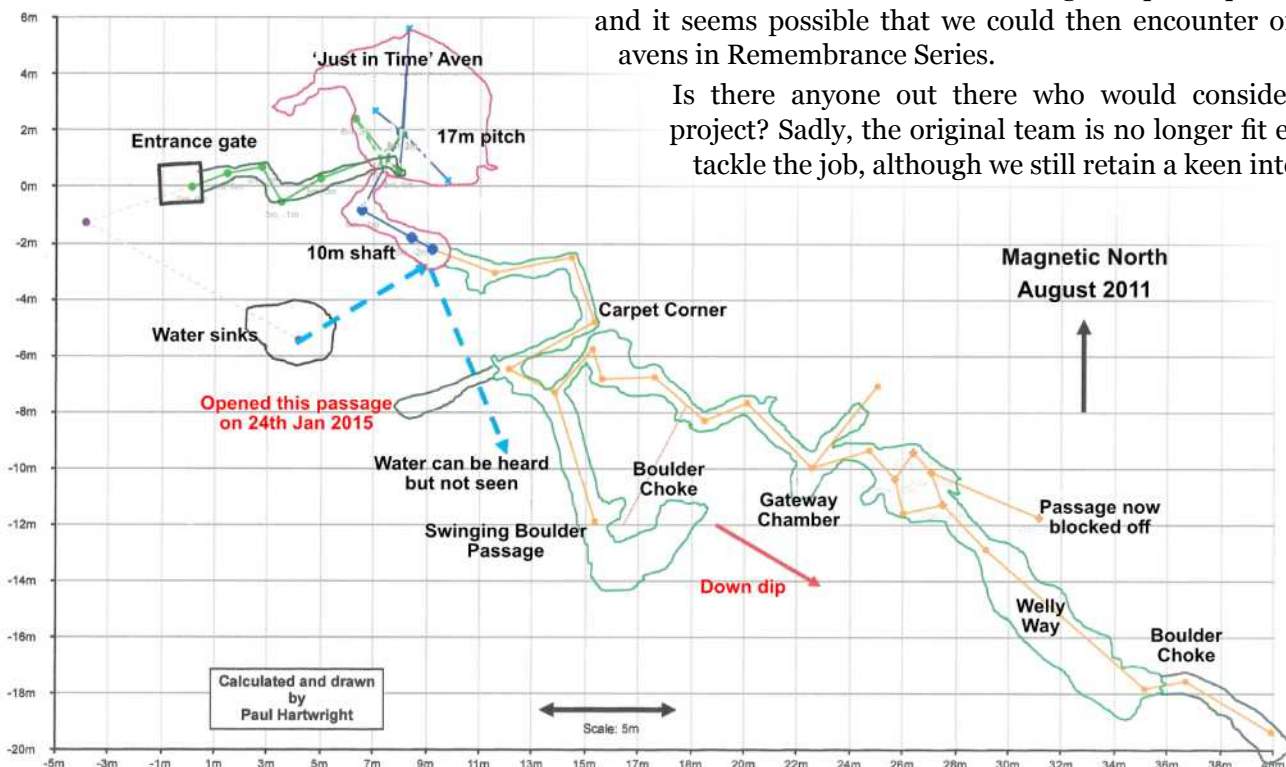 and it seems possible that we could then encounter
avens in Remembrance Series.
Is there anyone out there who would
project? Sadly, the original team is no longer fit
tackle the job, although we still retain a keen
6m
4m
2m
0m
-2m
-4m
-6m
-8m
-10m
-12m
-14m
-16m
-18m
-20m
'Just in Time' Aven
17m pitch
Entrance gate
10m shaft
Water sinks
Carpet Corner
Magnetic North
August 2011
Opened this passage
on 24th Jan 2015
Water can be heard
but not seen
Boulder
Choke
Swinging Boulder
Passage
Gateway
Chamber
Passage now
blocked off
Down dip
Welly
Way
Boulder
Choke
Calculated and drawn
by
Paul Hartwright
Scale: 5m
-5m -3m -1m 1m 3m 5m 7m 9m 11m 13m 15m 17m 19m 20m 22m 24m 26m 28m 30m 32m 34m 36m 38m 40m